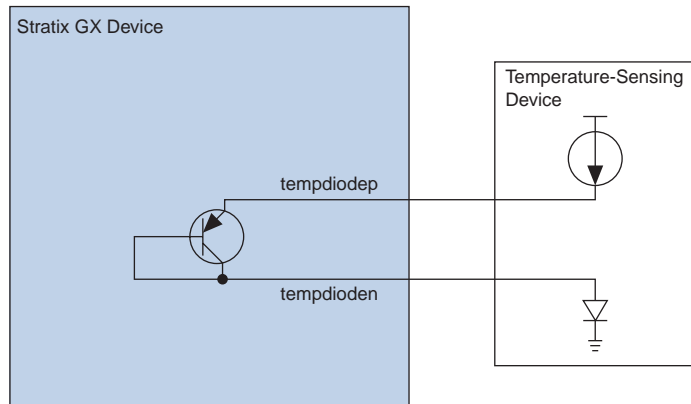 Stratix GX Device
Temperature-Sensing
Device
tempdiodep
tempdioden